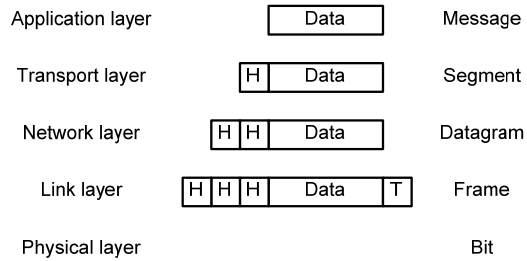 Application layer Data Message
Transport layer H Data Segment
Network layer H H Data Datagram
Link layer H H H Data T Frame
Physical layer Bit